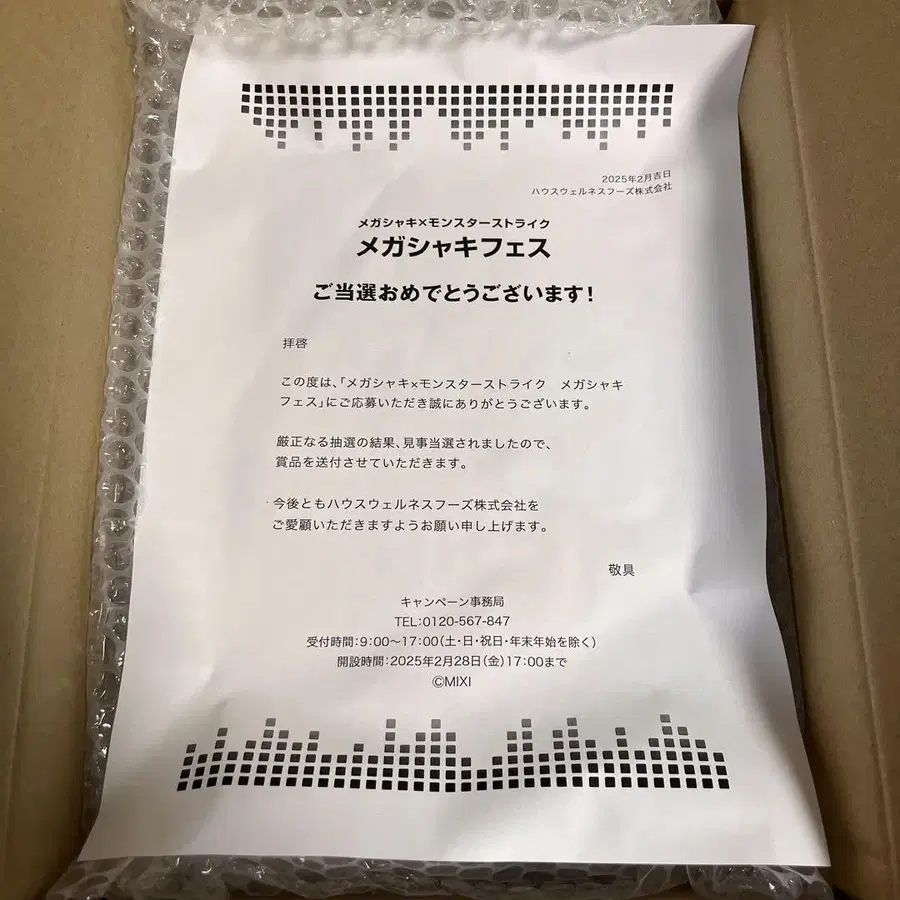 2025年2月吉日
ハウスウェルネスフーズ株式会社
メガシャキ×モンスターストライク
メガシャキフェス
ご当選おめでとうございます!
拝啓
この度は、「メガシャキ×モンスターストライク　メガシャキ
フェス」にご応募いただき誠にありがとうございます。
厳正なる抽選の結果、見事当選されましたので、
賞品を送付させていただきます。
今後ともハウスウェルネスフーズ株式会社を
ご愛顧いただきますようお願い申し上げます。
敬具
キャンペーン事務局
TEL:0120-567-847
受付時間:9:00〜17:00(土・日・祝日・年末年始を除く)
開設時間:2025年2月28日(金)17:00まで
©MIXI